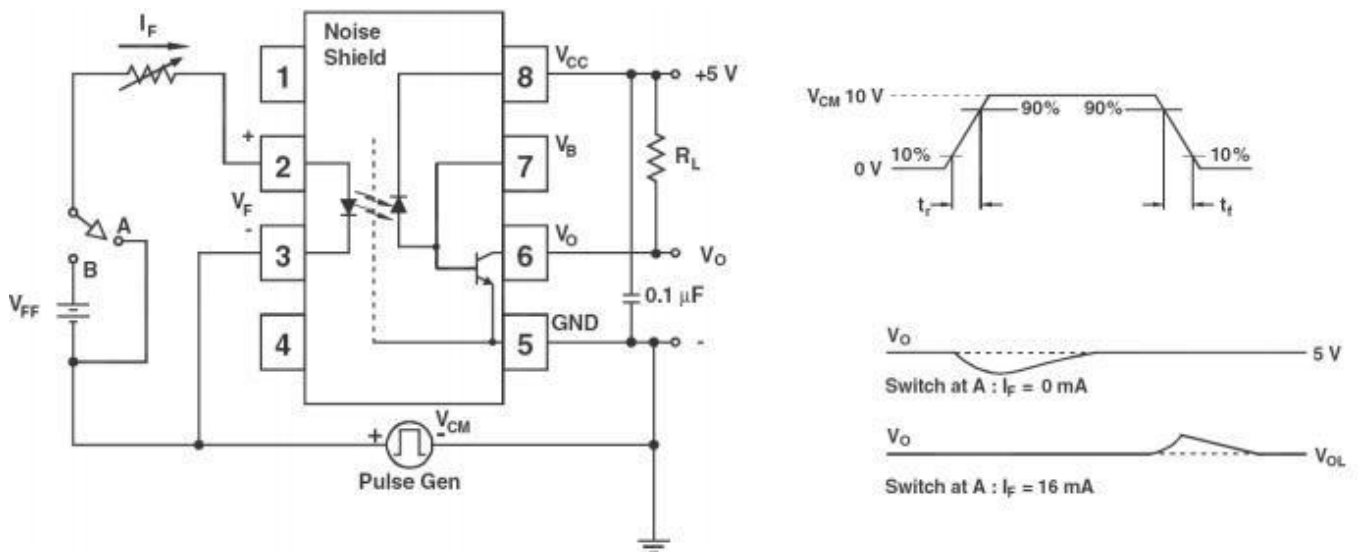 I_F
Noise
Shield
1
2
3
4
8
7
6
5
V_CC
+5 V
V_B
R_L
+
V_F
-
V_O
V_O
A
B
V_FF
0.1 μF
GND
-
+
V_CM
-
Pulse Gen
V_CM 10 V
90% 90%
10% 10%
0 V
t_r t_f
V_O
5 V
Switch at A : I_F = 0 mA
V_O
V_OL
Switch at A : I_F = 16 mA